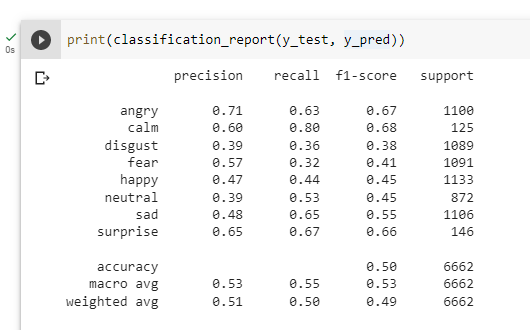 print(classification_report(y_test, y_pred))
0s
precision recall f1-score support
angry 0.71 0.63 0.67 1100
calm 0.60 0.80 0.68 125
disgust 0.39 0.36 0.38 1089
fear 0.57 0.32 0.41 1091
happy 0.47 0.44 0.45 1133
neutral 0.39 0.53 0.45 872
sad 0.48 0.65 0.55 1106
surprise 0.65 0.67 0.66 146
accuracy 0.50 6662
macro avg 0.53 0.55 0.53 6662
weighted avg 0.51 0.50 0.49 6662